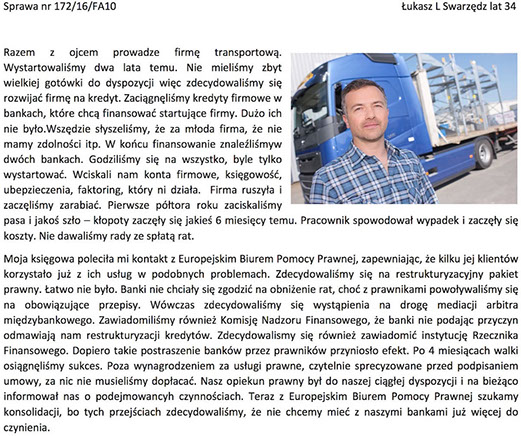 Sprawa nr 172/16/FA10
Łukasz L Swarzędz lat 34
Razem z ojcem prowadze firmę transportową.
Wystartowaliśmy dwa lata temu. Nie mieliśmy zbyt
wielkiej gotówki do dyspozycji więc zdecydowaliśmy się
rozwijać firmę na kredyt. Zaciągnęliśmy kredyty firmowe w
bankach, które chcą finansować startujące firmy. Dużo ich
nie było.Wszędzie słyszeliśmy, że za młoda firma, że nie
mamy zdolności itp. W końcu finansowanie znaleźliśmyw
dwóch bankach. Godziliśmy się na wszystko, byle tylko
wystartować. Wciskali nam konta firmowe, księgowość,
ubezpieczenia, faktoring, który ni działa. Firma ruszyła i
zaczęliśmy zarabiać. Pierwsze półtora roku zaciskaliśmy
pasa i jakoś szło – kłopoty zaczęły się jakieś 6 miesięcy temu. Pracownik spowodował wypadek i zaczęły się
koszty. Nie dawaliśmy rady ze spłatą rat.
Moja księgowa poleciła mi kontakt z Europejskim Biurem Pomocy Prawnej, zapewniając, że kilku jej klientów
korzystało już z ich usług w podobnych problemach. Zdecydowaliśmy się na restrukturyzacyjny pakiet
prawny. Łatwo nie było. Banki nie chciały się zgodzić na obniżenie rat, choć z prawnikami powoływaliśmy się
na obowiązujące przepisy. Wówczas zdecydowaliśmy się wystąpienia na drogę mediacji arbitra
międzybankowego. Zawiadomiliśmy również Komisję Nadzoru Finansowego, że banki nie podając przyczyn
odmawiają nam restrukturyzacji kredytów. Zdecydowalismy się również zawiadomić instytucję Rzecznika
Finansowego. Dopiero takie postraszenie banków przez prawników przyniosło efekt. Po 4 miesiącach walki
osiągnęliśmy sukces. Poza wynagrodzeniem za usługi prawne, czytelnie sprecyzowane przed podpisaniem
umowy, za nic nie musieliśmy dopłacać. Nasz opiekun prawny był do naszej ciągłej dyspozycji i na bieżąco
informował nas o podejmowancyh czynnościach. Teraz z Europejskim Biurem Pomocy Prawnej szukamy
konsolidacji, bo tych przejściach zdecydowaliśmy, że nie chcemy mieć z naszymi bankami już więcej do
czynienia.